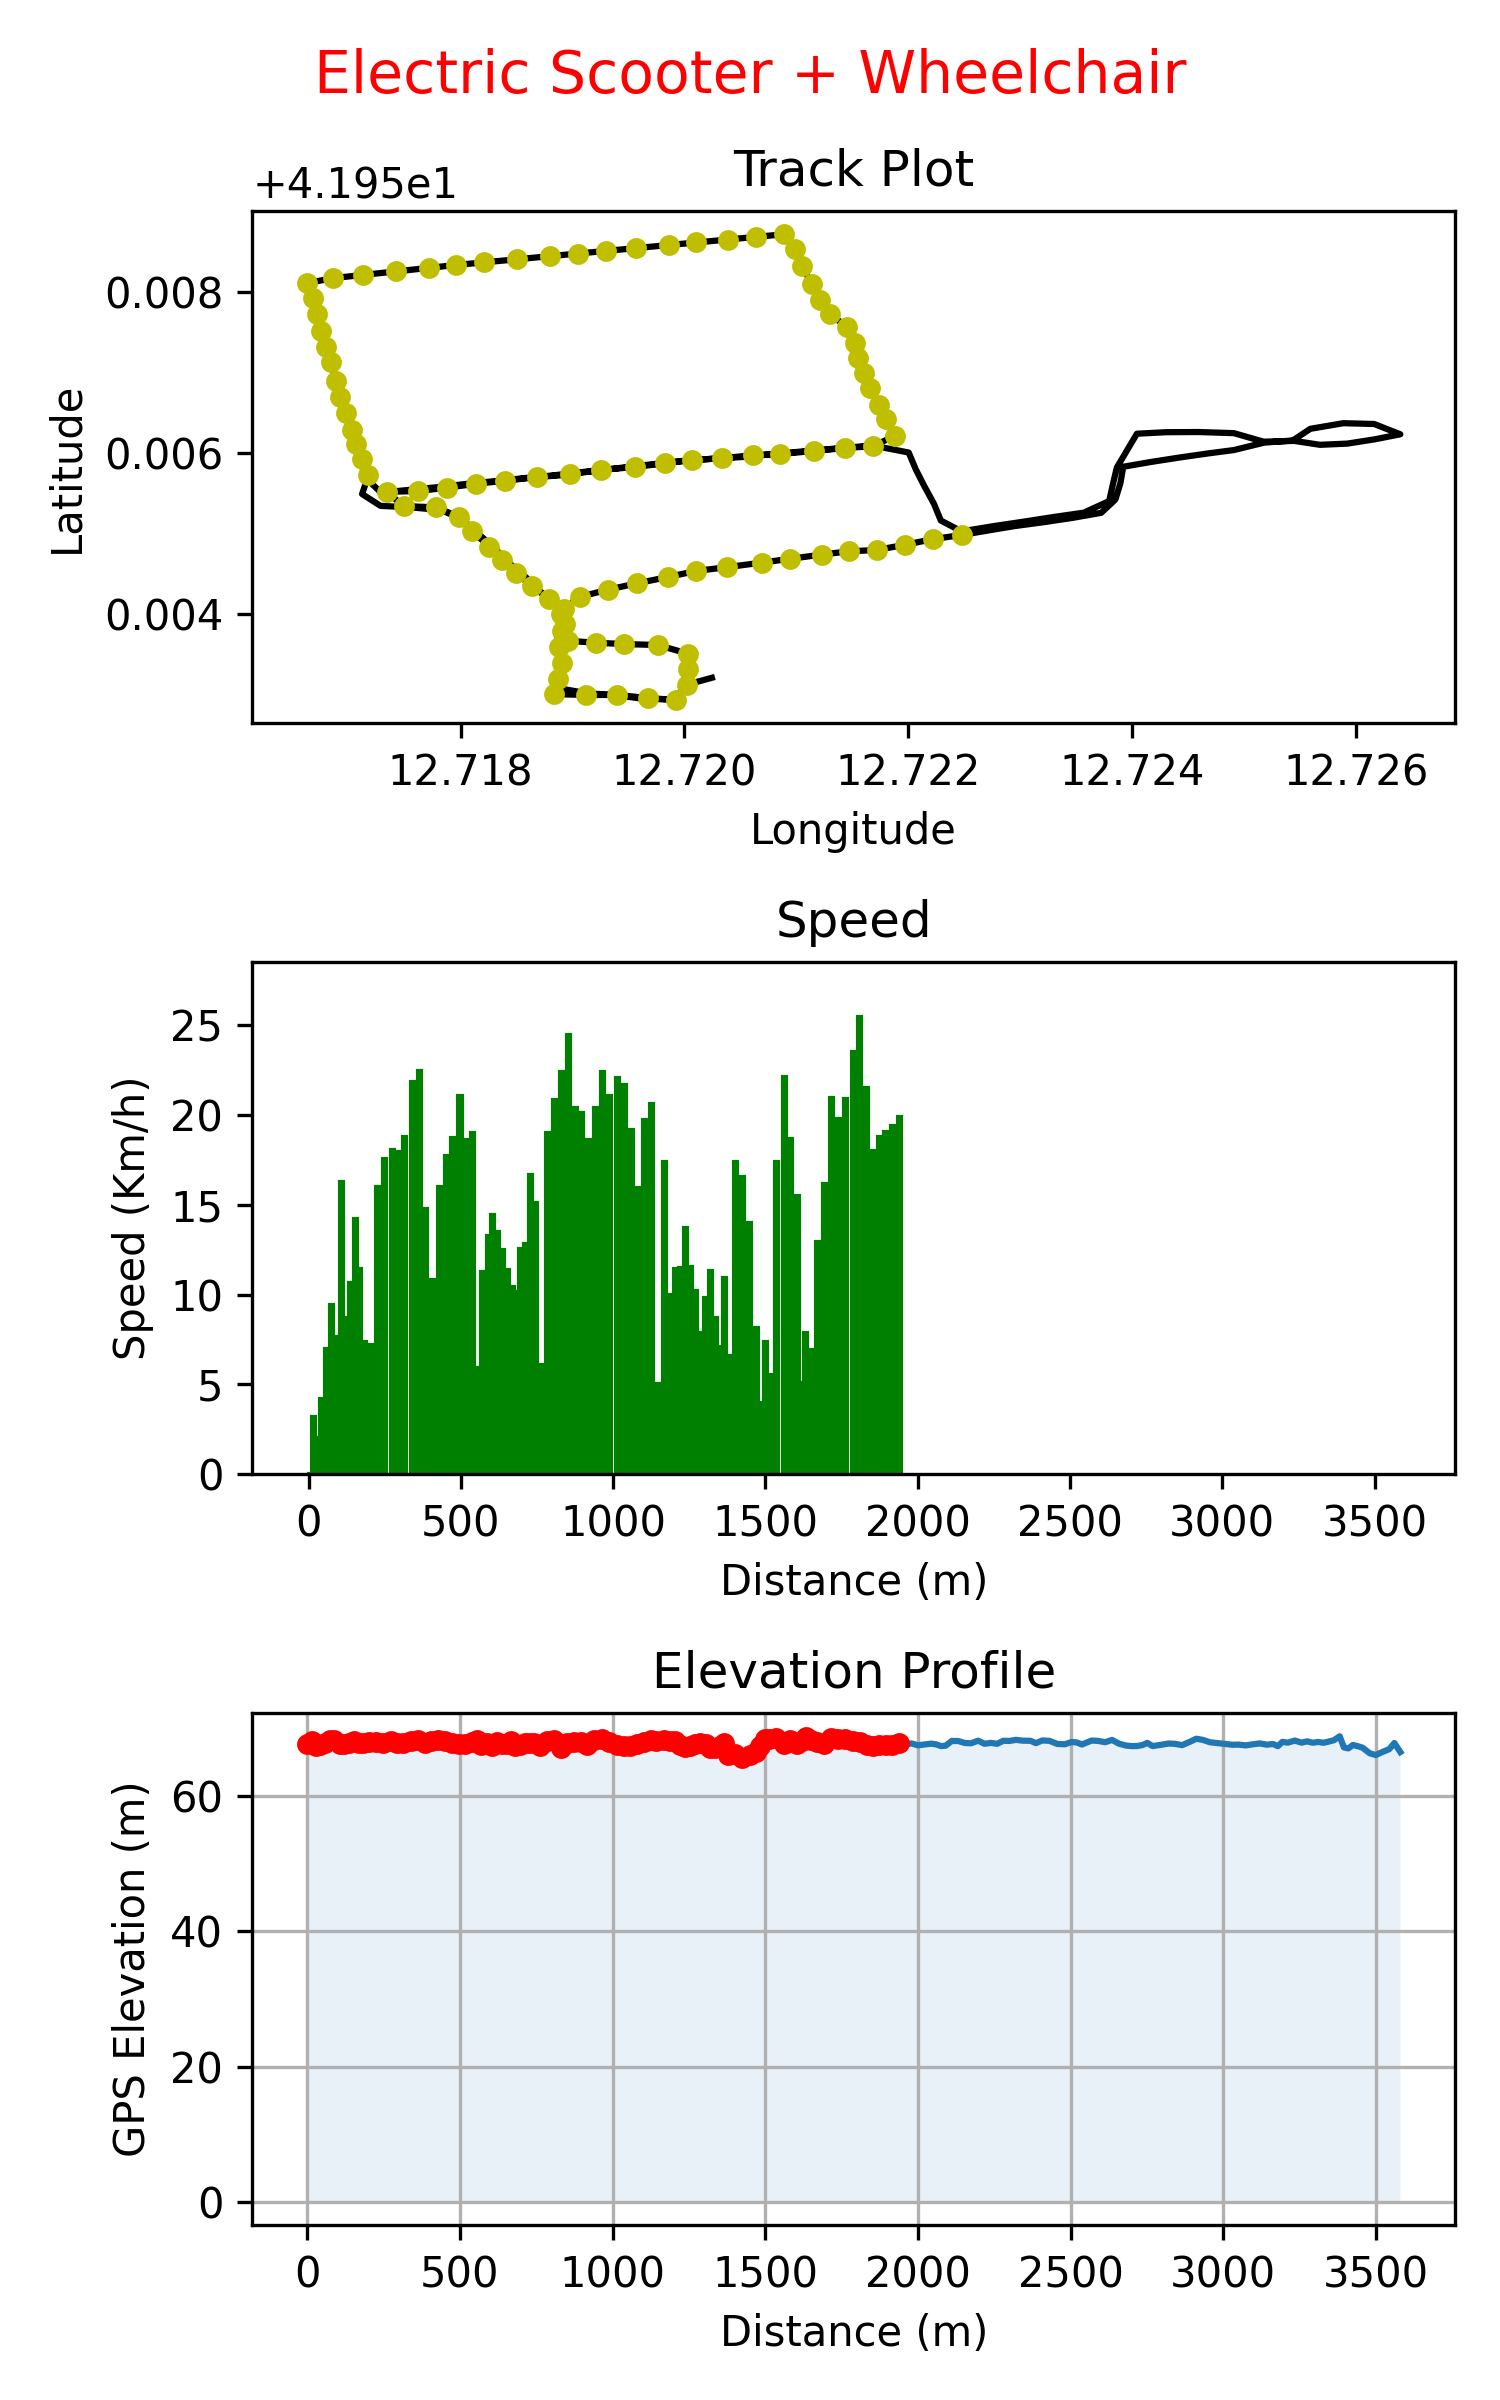 Electric Scooter + Wheelchair
Track Plot
+4.195e1
0.008
0.006
0.004
Latitude
12.718 12.720 12.722 12.724 12.726
Longitude
Speed
25
20
15
10
5
0
Speed (Km/h)
0 500 1000 1500 2000 2500 3000 3500
Distance (m)
Elevation Profile
60
40
20
0
GPS Elevation (m)
0 500 1000 1500 2000 2500 3000 3500
Distance (m)